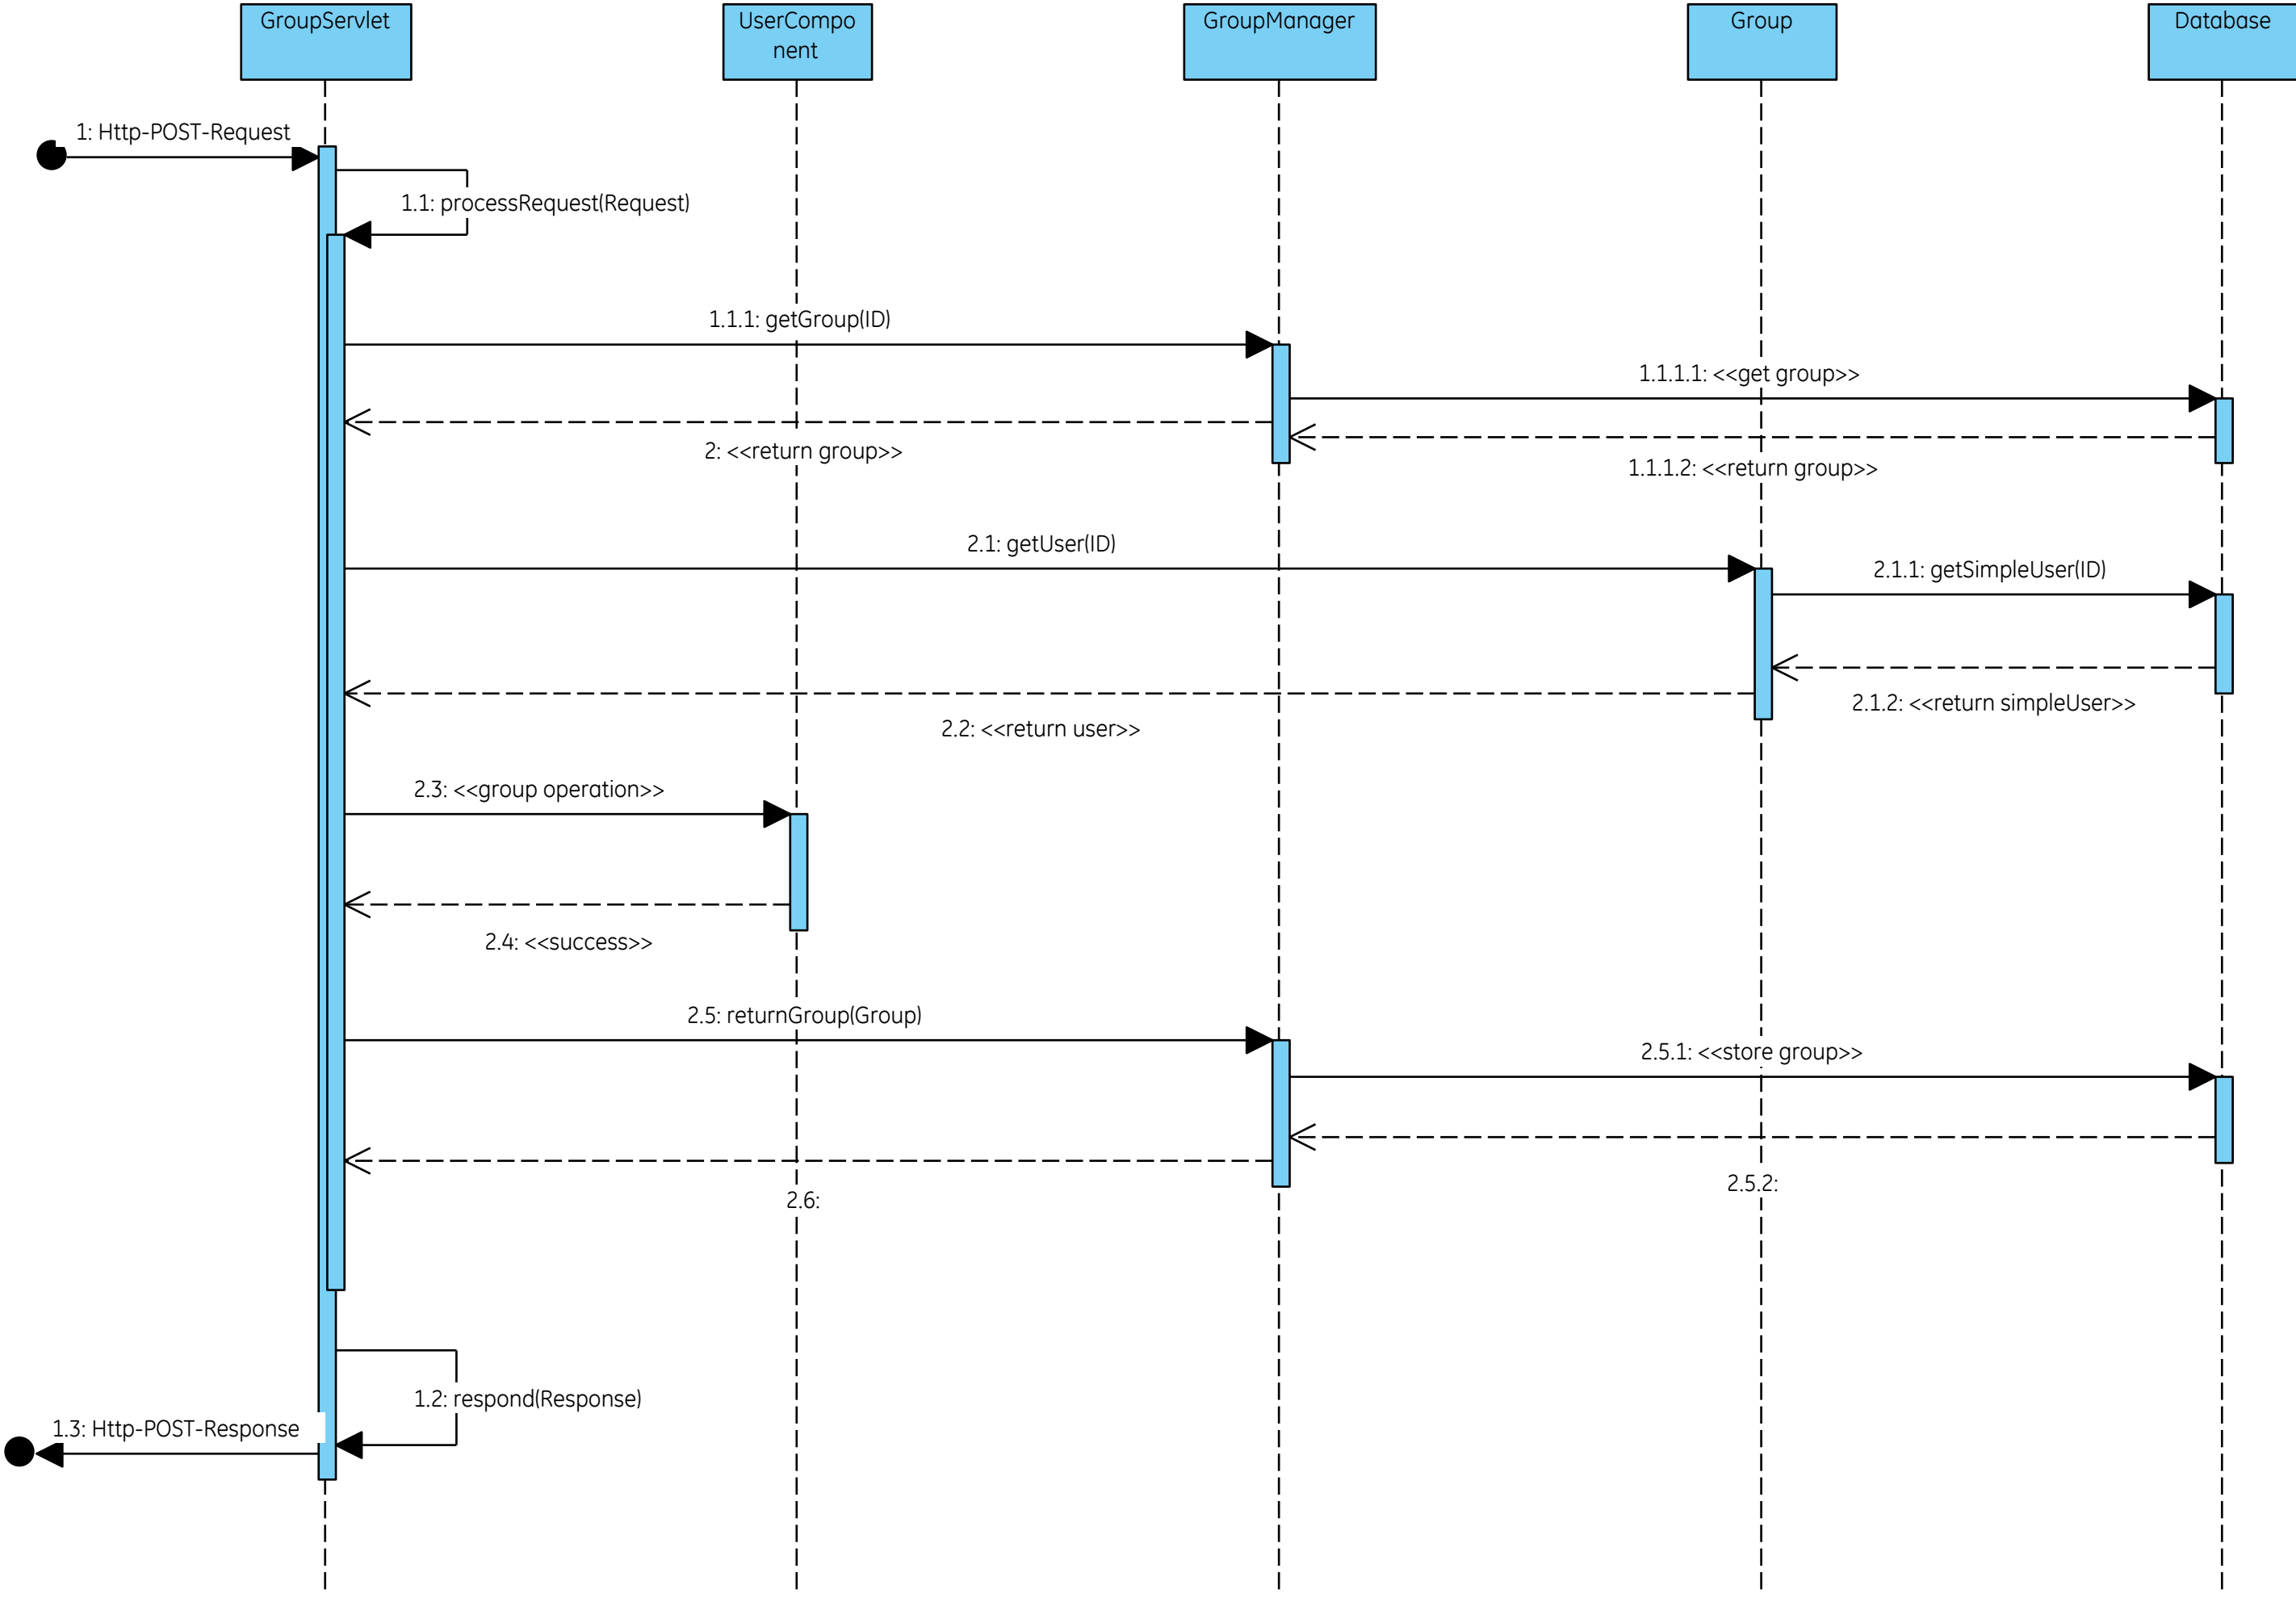 GroupServlet
UserCompo
nent
GroupManager
Group
Database
1: Http-POST-Request
1.1: processRequest(Request)
1.1.1: getGroup(ID)
1.1.1.1: <<get group>>
2: <<return group>>
1.1.1.2: <<return group>>
2.1: getUser(ID)
2.1.1: getSimpleUser(ID)
2.1.2: <<return simpleUser>>
2.2: <<return user>>
2.3: <<group operation>>
2.4: <<success>>
2.5: returnGroup(Group)
2.5.1: <<store group>>
2.5.2:
2.6:
1.2: respond(Response)
1.3: Http-POST-Response